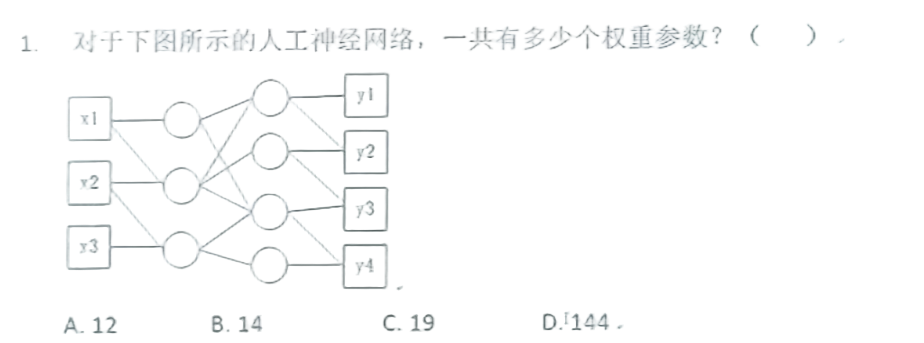 1. 对于下图所示的人工神经网络，一共有多少个权重参数？（ ）
x1
x2
x3
y1
y2
y3
y4
A. 12 B. 14 C. 19 D. 144